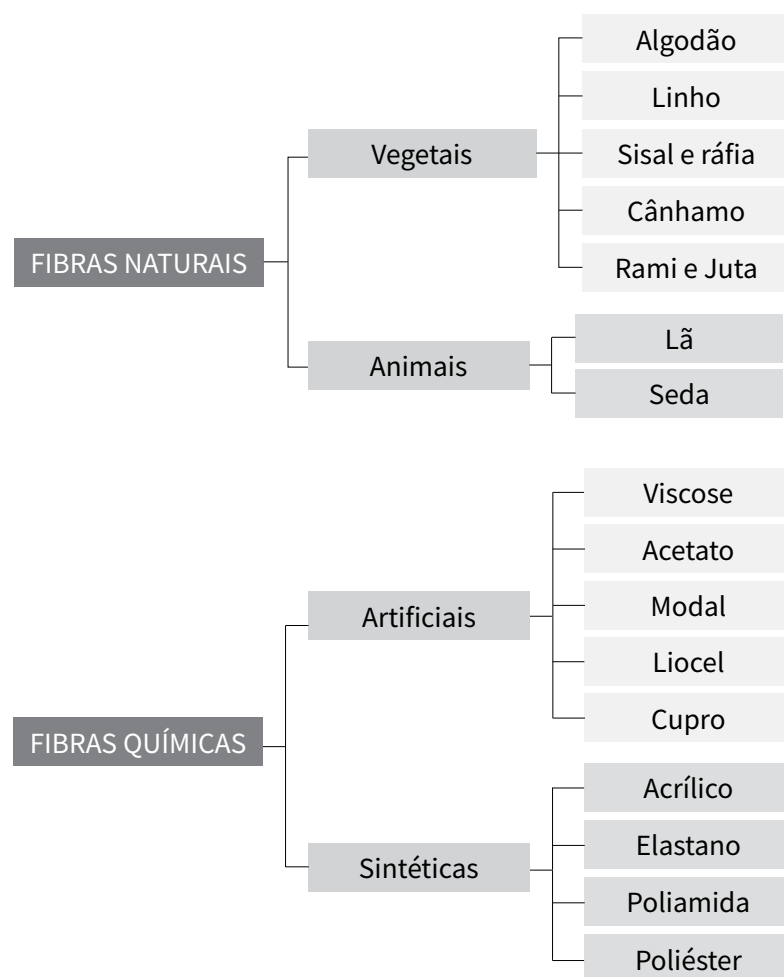 FIBRAS NATURAIS
Vegetais
Algodão
Linho
Sisal e ráfia
Cânhamo
Rami e Juta
Animais
Lã
Seda
FIBRAS QUÍMICAS
Artificiais
Viscose
Acetato
Modal
Liocel
Cupro
Sintéticas
Acrílico
Elastano
Poliamida
Poliéster